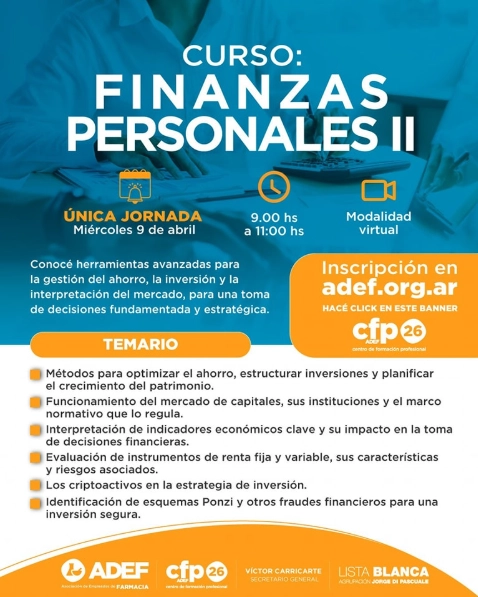 CURSO:
FINANZAS
PERSONALES II
ÚNICA JORNADA
Miércoles 9 de abril
9.00 hs
a 11:00 hs
Modalidad
virtual
Conocé herramientas avanzadas para
la gestión del ahorro, la inversión y la
interpretación del mercado, para una toma
de decisiones fundamentada y estratégica.
Inscripción en
adef.org.ar
HACÉ CLICK EN ESTE BANNER
cfp 26
ADEF
centro de formación profesional
TEMARIO
Métodos para optimizar el ahorro, estructurar inversiones y planificar
el crecimiento del patrimonio.
Funcionamiento del mercado de capitales, sus instituciones y el marco
normativo que lo regula.
Interpretación de indicadores económicos clave y su impacto en la toma
de decisiones financieras.
Evaluación de instrumentos de renta fija y variable, sus características
y riesgos asociados.
Los criptoactivos en la estrategia de inversión.
Identificación de esquemas Ponzi y otros fraudes financieros para una
inversión segura.
ADEF
Asociación de Empleados de FARMACIA
cfp 26
ADEF
centro de formación profesional
VÍCTOR CARRICARTE
SECRETARIO GENERAL
LISTA BLANCA
AGRUPACIÓN JORGE DI PASCUALE